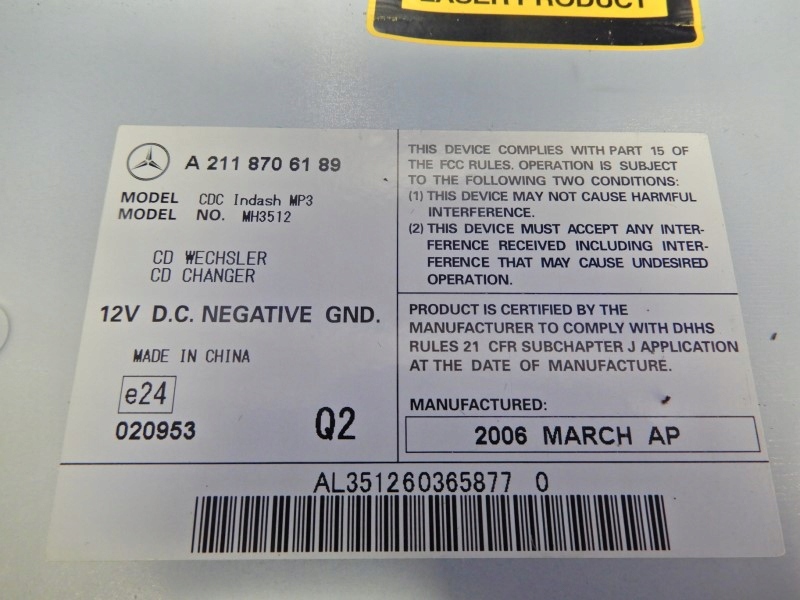 LASER PRODUCT
A 211 870 61 89
MODEL CDC Indash MP3
MODEL NO. MH3512
CD WECHSLER
CD CHANGER
12V D.C. NEGATIVE GND.
MADE IN CHINA
e24
020953 Q2
THIS DEVICE COMPLIES WITH PART 15 OF
THE FCC RULES. OPERATION IS SUBJECT
TO THE FOLLOWING TWO CONDITIONS:
(1) THIS DEVICE MAY NOT CAUSE HARMFUL
INTERFERENCE.
(2) THIS DEVICE MUST ACCEPT ANY INTER-
FERENCE RECEIVED INCLUDING INTER-
FERENCE THAT MAY CAUSE UNDESIRED
OPERATION.
PRODUCT IS CERTIFIED BY THE
MANUFACTURER TO COMPLY WITH DHHS
RULES 21 CFR SUBCHAPTER J APPLICATION
AT THE DATE OF MANUFACTURE.
MANUFACTURED:
2006 MARCH AP
AL351260365877 0